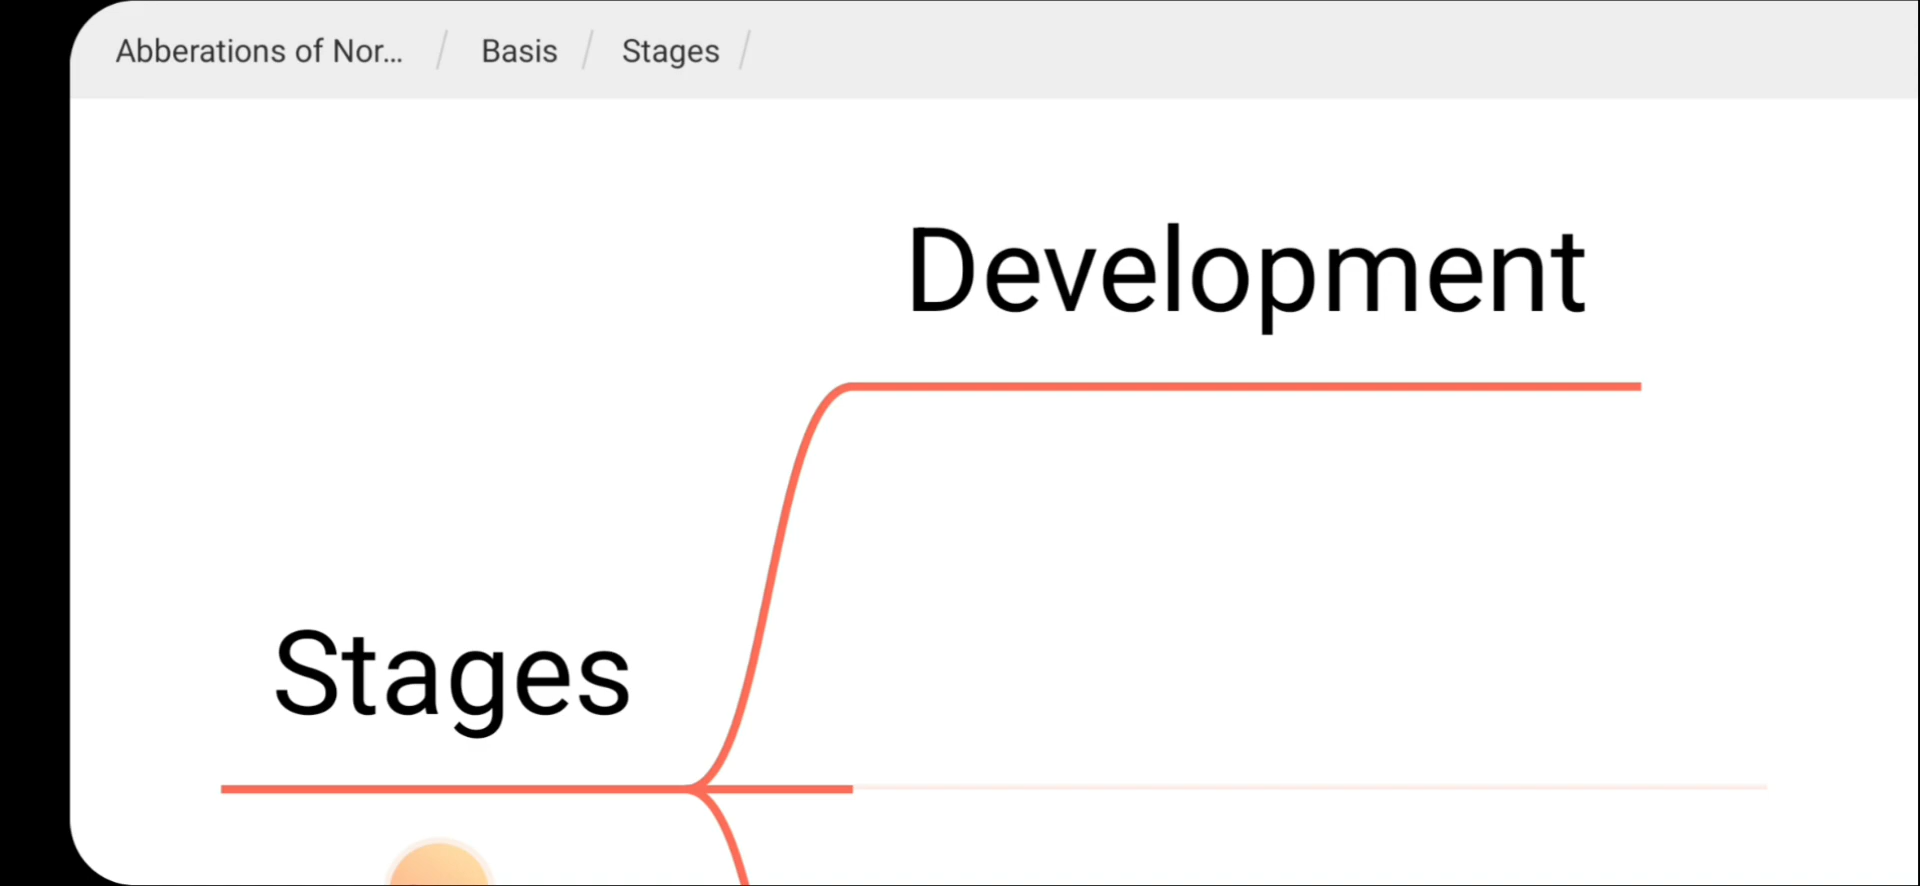 Abberations of Nor... / Basis / Stages /
Development
Stages